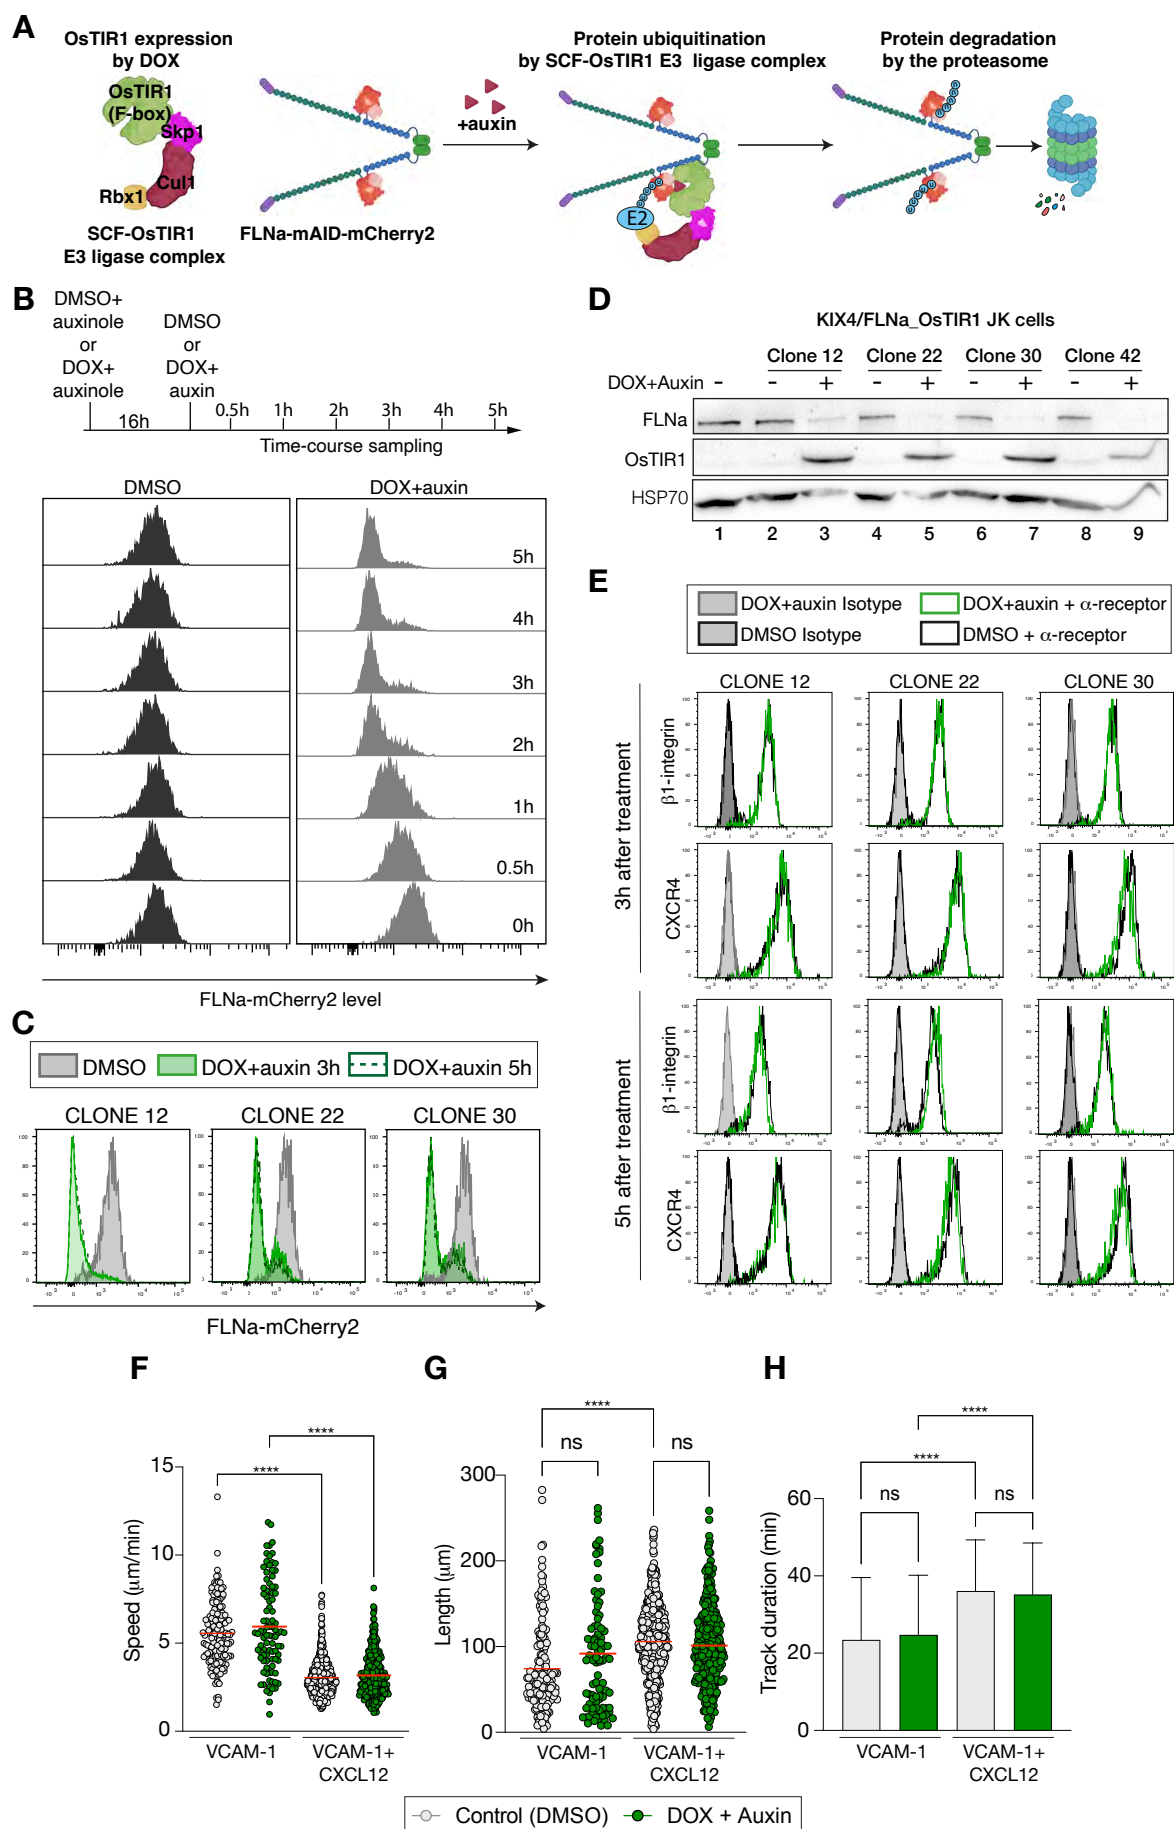 A
OsTIR1 expression
by DOX
Protein ubiquitination
by SCF-OsTIR1 E3 ligase complex
Protein degradation
by the proteasome
OsTIR1
(F-box)
Skp1
+auxin
Cul1
Rbx1
E2
SCF-OsTIR1
E3 ligase complex
FLNa-mAID-mCherry2
B
DMSO+
auxinole
or
DOX+
auxinole
DMSO
or
DOX+
auxin
16h
0.5h
1h
2h
3h
4h
5h
Time-course sampling
DMSO
DOX+auxin
5h
4h
3h
2h
1h
0.5h
0h
FLNa-mCherry2 level
C
DMSO
DOX+auxin 3h
DOX+auxin 5h
CLONE 12
CLONE 22
CLONE 30
FLNa-mCherry2
D
KIX4/FLNa_OsTIR1 JK cells
Clone 12
Clone 22
Clone 30
Clone 42
DOX+Auxin - - + - + - + - +
FLNa
OsTIR1
HSP70
1 2 3 4 5 6 7 8 9
E
DOX+auxin Isotype
DOX+auxin + α-receptor
DMSO Isotype
DMSO + α-receptor
CLONE 12
CLONE 22
CLONE 30
3h after treatment
β1-integrin
CXCR4
5h after treatment
β1-integrin
CXCR4
F
****
****
15
10
5
0
Speed (μm/min)
VCAM-1
VCAM-1+
CXCL12
G
****
ns
ns
300
200
100
0
Length (μm)
VCAM-1
VCAM-1+
CXCL12
H
****
****
ns
ns
60
40
20
0
Track duration (min)
VCAM-1
VCAM-1+
CXCL12
Control (DMSO)
DOX + Auxin